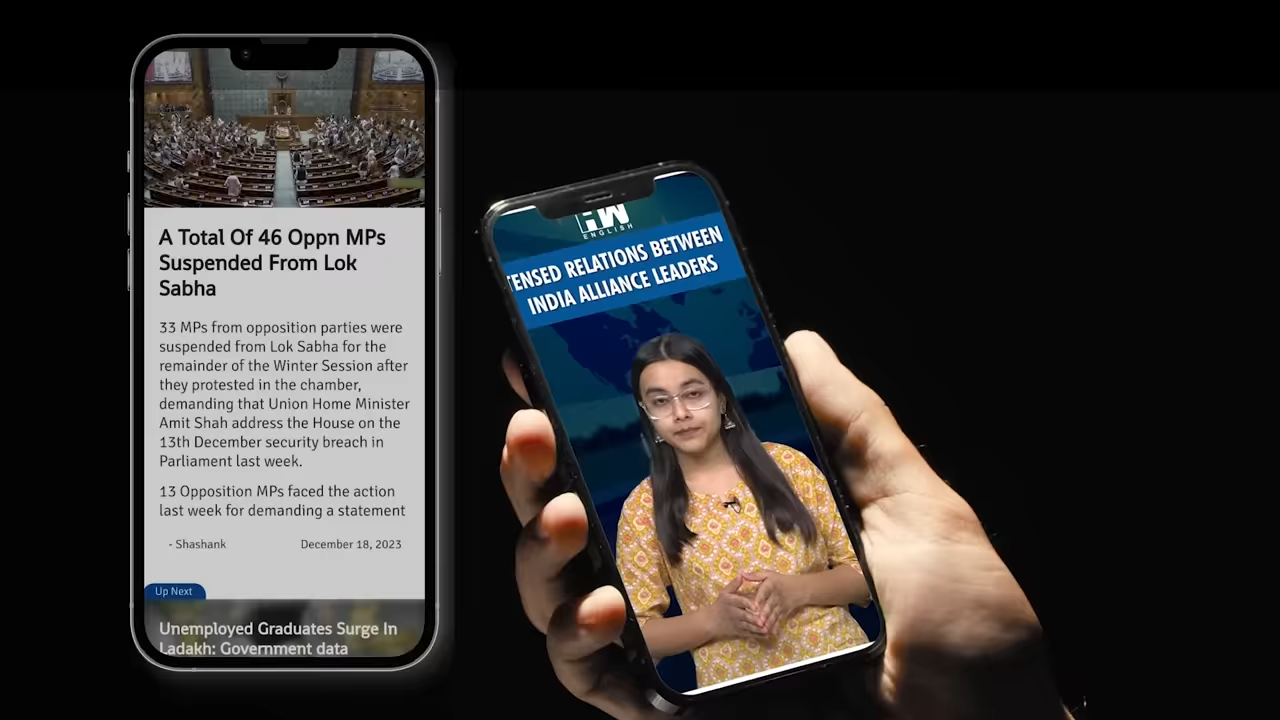 A Total Of 46 Oppn MPs
Suspended From Lok
Sabha
33 MPs from opposition parties were
suspended from Lok Sabha for the
remainder of the Winter Session after
they protested in the chamber,
demanding that Union Home Minister
Amit Shah address the House on the
13th December security breach in
Parliament last week.
13 Opposition MPs faced the action
last week for demanding a statement
- Shashank December 18, 2023
Up Next
Unemployed Graduates Surge In
Ladakh: Government data
HW
ENGLISH
TENSED RELATIONS BETWEEN
INDIA ALLIANCE LEADERS